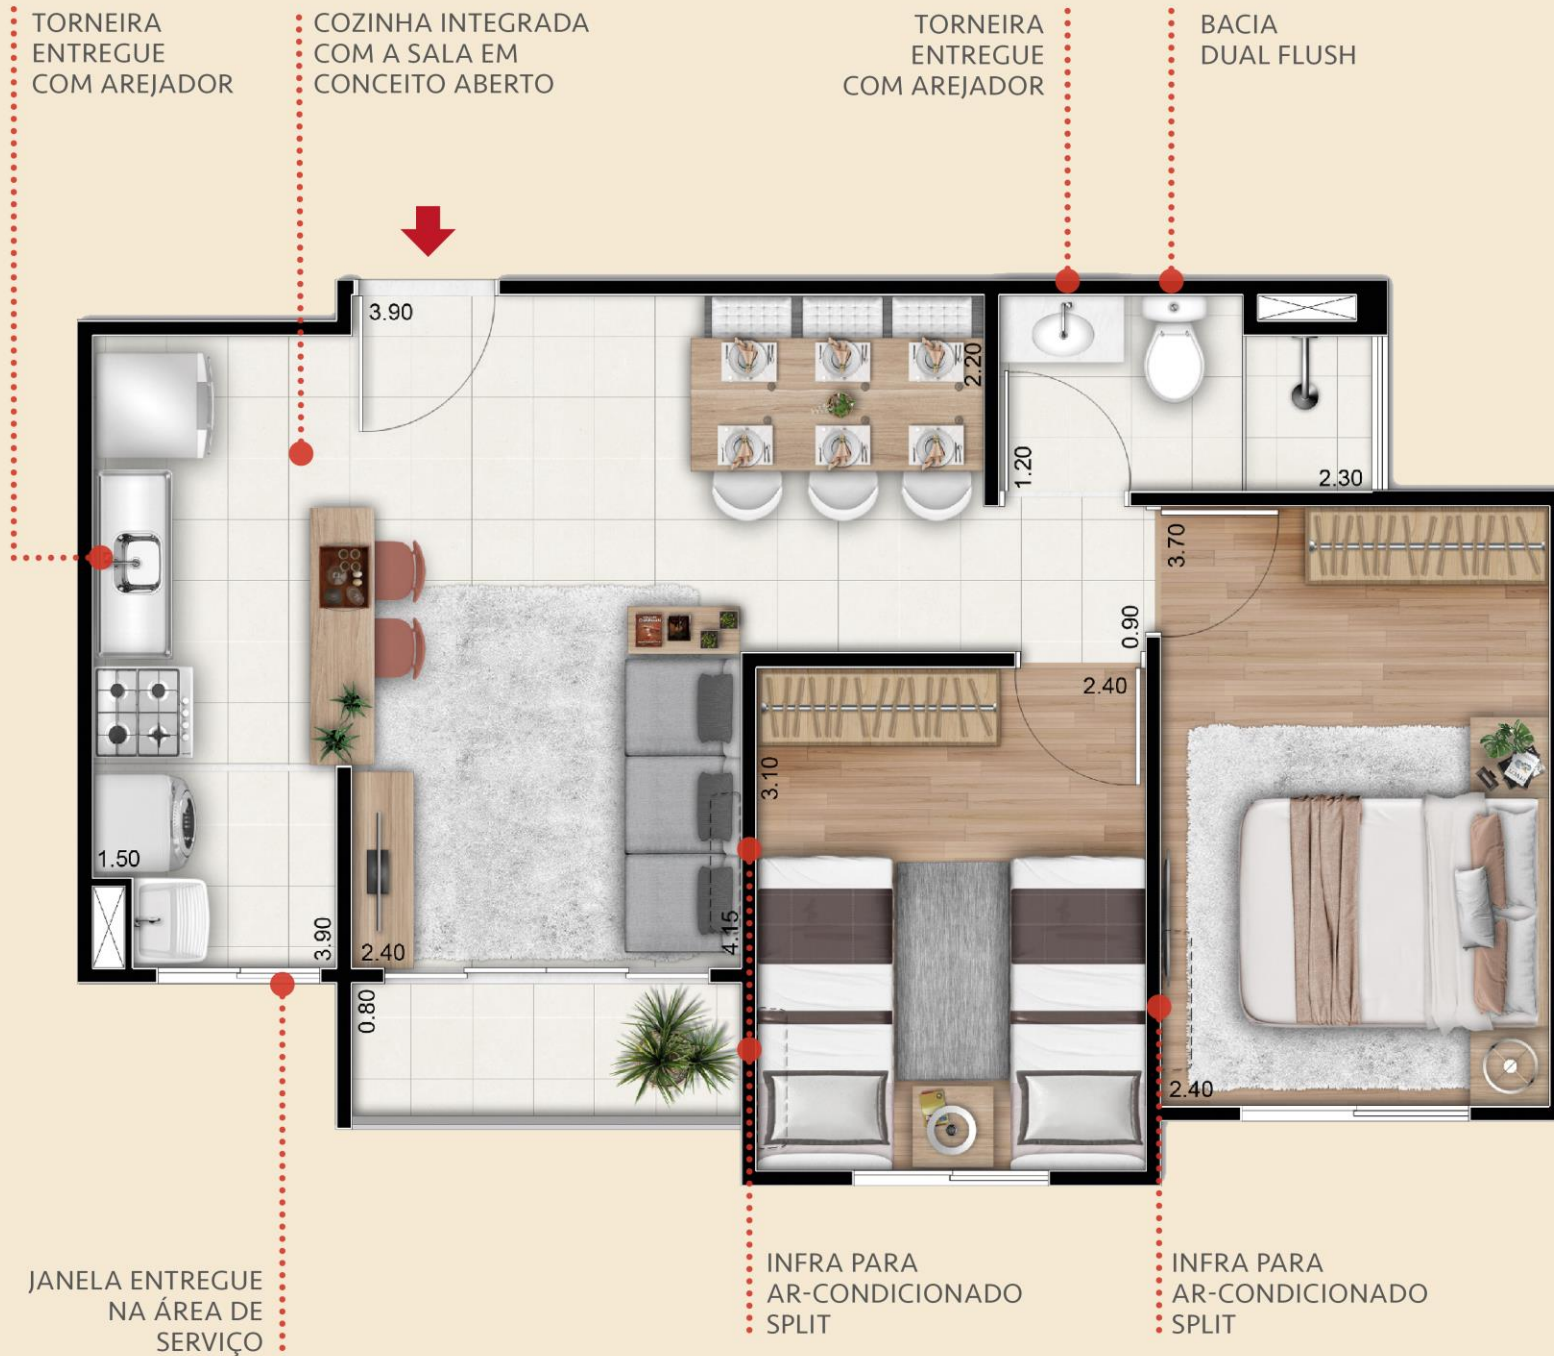 TORNEIRA
ENTREGUE
COM AREJADOR
COZINHA INTEGRADA
COM A SALA EM
CONCEITO ABERTO
TORNEIRA
ENTREGUE
COM AREJADOR
BACIA
DUAL FLUSH
3.90
2.20
1.20
2.30
3.70
0.90
2.40
3.10
1.50
3.90
2.40
4.15
0.80
2.40
JANELA ENTREGUE
NA ÁREA DE
SERVIÇO
INFRA PARA
AR-CONDICIONADO
SPLIT
INFRA PARA
AR-CONDICIONADO
SPLIT